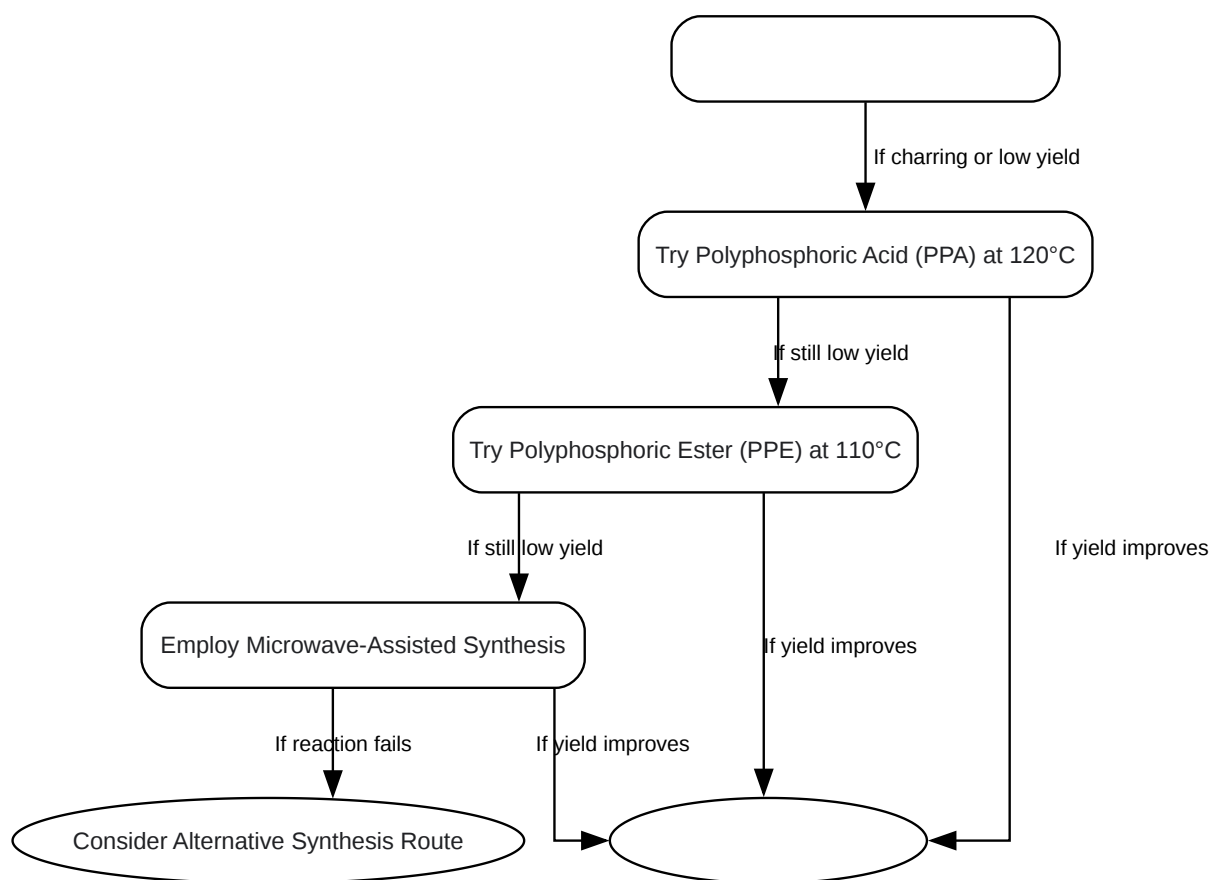 If charring or low yield
Try Polyphosphoric Acid (PPA) at 120°C
If still low yield
Try Polyphosphoric Ester (PPE) at 110°C
If still low yield
If yield improves
Employ Microwave-Assisted Synthesis
If yield improves
If reaction fails
If yield improves
Consider Alternative Synthesis Route